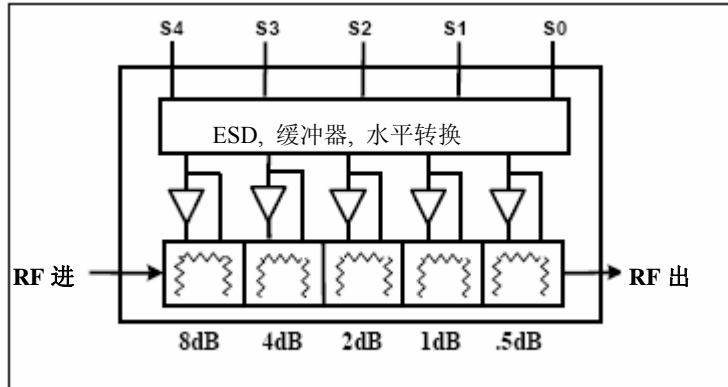 S4 S3 S2 S1 S0
ESD, 缓冲器, 水平转换
RF 进
RF 出
8dB 4dB 2dB 1dB .5dB